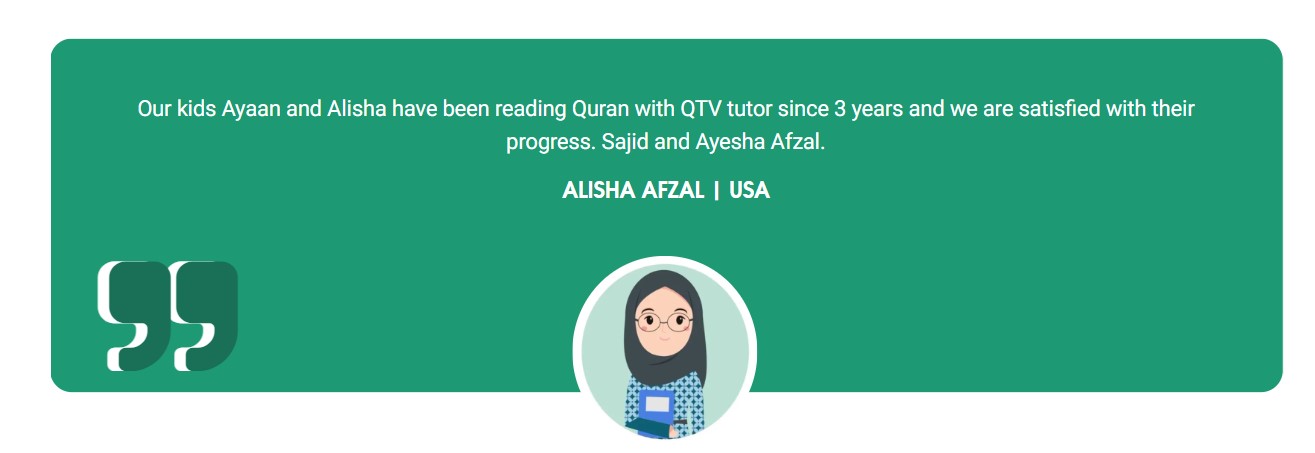 Our kids Ayaan and Alisha have been reading Quran with QTV tutor since 3 years and we are satisfied with their
progress. Sajid and Ayesha Afzal.
ALISHA AFZAL | USA